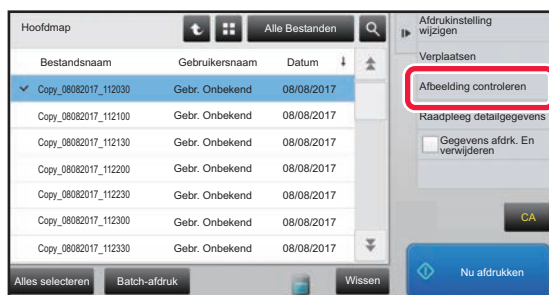 Hoofdmap
Alle Bestanden
Bestandsnaam Gebruikersnaam Datum
Copy_08082017_112030 Gebr. Onbekend 08/08/2017
Copy_08082017_112100 Gebr. Onbekend 08/08/2017
Copy_08082017_112130 Gebr. Onbekend 08/08/2017
Copy_08082017_112200 Gebr. Onbekend 08/08/2017
Copy_08082017_112230 Gebr. Onbekend 08/08/2017
Copy_08082017_112300 Gebr. Onbekend 08/08/2017
Copy_08082017_112330 Gebr. Onbekend 08/08/2017
Alles selecteren Batch-afdruk Wissen
Afdrukinstelling
wijzigen
Verplaatsen
Afbeelding controleren
Raadpleeg detailgegevens
Gegevens afdrk. En
verwijderen
CA
Nu afdrukken